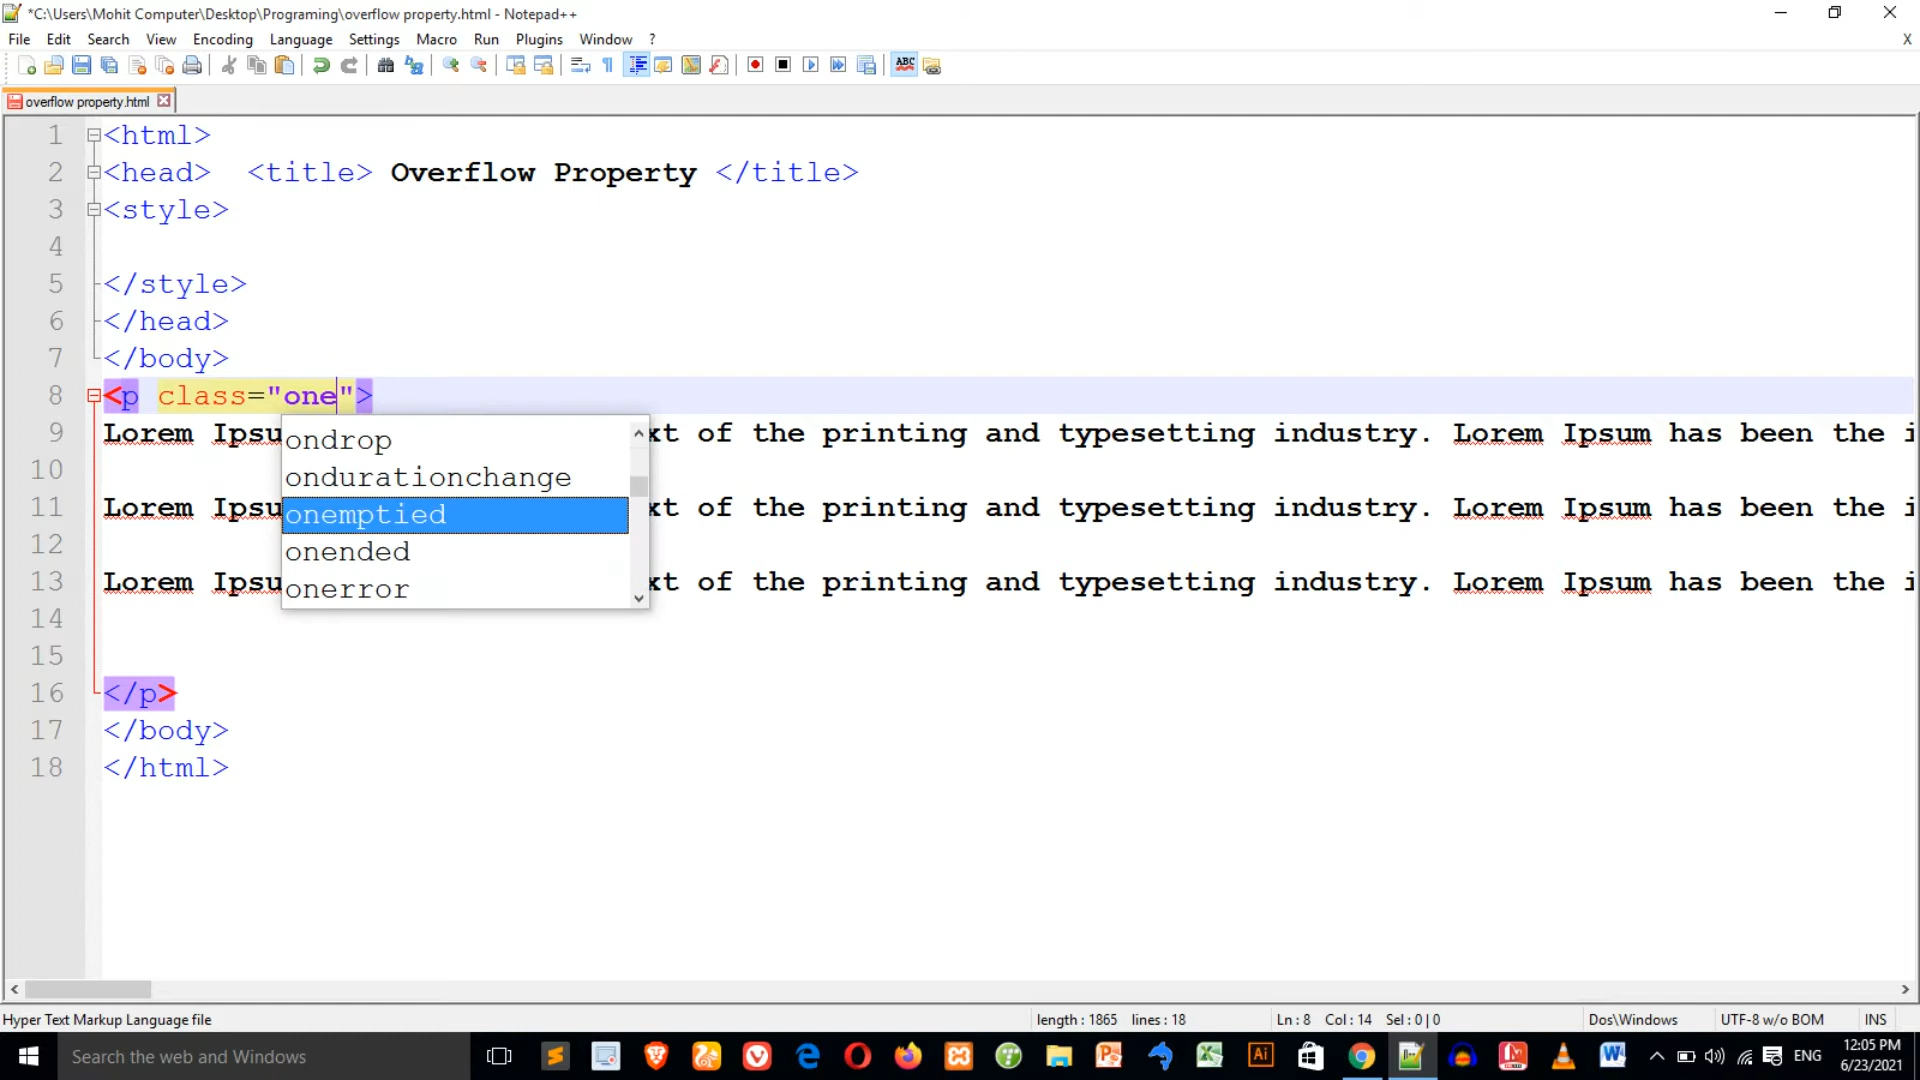 *C:\Users\Mohit Computer\Desktop\Programing\overflow property.html - Notepad++
File Edit Search View Encoding Language Settings Macro Run Plugins Window ? X
ABC
overflow property.html
1 <html>
2 <head> <title> Overflow Property </title>
3 <style>
4
5 </style>
6 </head>
7 </body>
8 <p class="one">
9 Lorem Ipsu xt of the printing and typesetting industry. Lorem Ipsum has been the i
10
11 Lorem Ipsu xt of the printing and typesetting industry. Lorem Ipsum has been the i
12
13 Lorem Ipsu xt of the printing and typesetting industry. Lorem Ipsum has been the i
14
15
16 </p>
17 </body>
18 </html>
ondrop
ondurationchange
onemptied
onended
onerror
Hyper Text Markup Language file length : 1865 lines : 18 Ln : 8 Col : 14 Sel : 0 | 0 Dos\Windows UTF-8 w/o BOM INS
Search the web and Windows
Ai
ENG
12:05 PM
6/23/2021